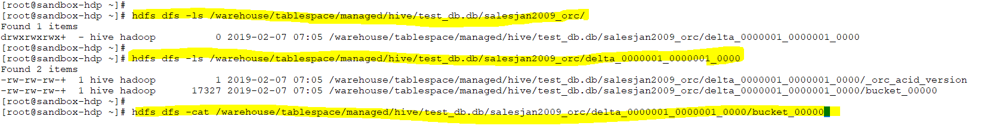 [root@sandbox-hdp ~]#
[root@sandbox-hdp ~]# hdfs dfs -ls /warehouse/tablespace/managed/hive/test_db.db/salesjan2009_orc/
Found 1 items
drwxrwxrwx+  - hive hadoop          0 2019-02-07 07:05 /warehouse/tablespace/managed/hive/test_db.db/salesjan2009_orc/delta_0000001_0000001_0000
[root@sandbox-hdp ~]#
[root@sandbox-hdp ~]# hdfs dfs -ls /warehouse/tablespace/managed/hive/test_db.db/salesjan2009_orc/delta_0000001_0000001_0000
Found 2 items
-rw-rw-rw-+  1 hive hadoop          1 2019-02-07 07:05 /warehouse/tablespace/managed/hive/test_db.db/salesjan2009_orc/delta_0000001_0000001_0000/_orc_acid_version
-rw-rw-rw-+  1 hive hadoop      17327 2019-02-07 07:05 /warehouse/tablespace/managed/hive/test_db.db/salesjan2009_orc/delta_0000001_0000001_0000/bucket_00000
[root@sandbox-hdp ~]#
[root@sandbox-hdp ~]# hdfs dfs -cat /warehouse/tablespace/managed/hive/test_db.db/salesjan2009_orc/delta_0000001_0000001_0000/bucket_00000